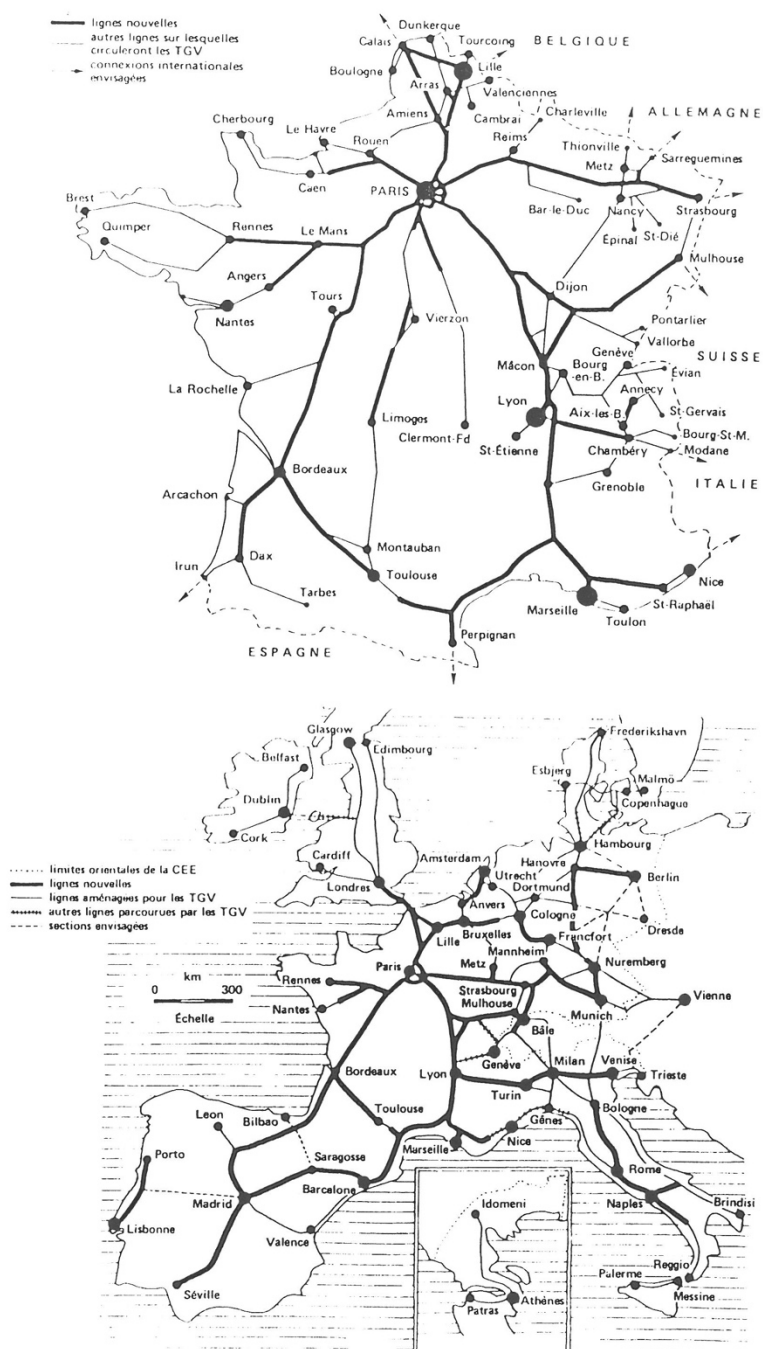 lignes nouvelles
autres lignes sur lesquelles
circuleront les TGV
connexions internationales
envisagées
Dunkerque
Calais
Tourcoing
BELGIQUE
Lille
Boulogne
Arras
Valenciennes
Amiens
Cambrai
Charleville
ALLEMAGNE
Cherbourg
Le Havre
Rouen
Reims
Thionville
Metz
Sarreguemines
Caen
PARIS
Brest
Bar-le-Duc
Nancy
Strasbourg
Quimper
Rennes
Le Mans
Épinal
St-Dié
Mulhouse
Angers
Tours
Dijon
Nantes
Vierzon
Pontarlier
Vallorbe
Mâcon
Bourg
en-B.
Genève
SUISSE
Évian
La Rochelle
Lyon
Annecy
Aix-les-B.
St-Gervais
Limoges
Clermont-Fd
St-Étienne
Chambéry
Bourg-St-M.
Modane
Bordeaux
Grenoble
ITALIE
Arcachon
Montauban
Dax
Toulouse
Nice
Irun
Tarbes
Marseille
St-Raphaël
Toulon
ESPAGNE
Perpignan
Glasgow
Edimbourg
Frederikshavn
Belfast
Esbjerg
Malmö
Copenhague
Dublin
Ch
Cork
Hambourg
Cardiff
Amsterdam
Hanovre
limites orientales de la CEE
lignes nouvelles
lignes aménagées pour les TGV
autres lignes parcourues par les TGV
sections envisagées
Londres
Utrecht
Dortmund
Berlin
Anvers
Cologne
Lille
Bruxelles
Francfort
Dresde
Mannheim
Paris
Metz
Nuremberg
km
Rennes
0 300
Strasbourg
Mulhouse
Vienne
Échelle
Nantes
Munich
Bâle
Genève
Bordeaux
Lyon
Milan
Venise
Trieste
Turin
Leon
Bilbao
Toulouse
Gênes
Bologne
Porto
Saragosse
Marseille
Nice
Rome
Madrid
Barcelone
Idomeni
Naples
Brindisi
Lisbonne
Valence
Reggio
Palerme
Séville
Patras
Athènes
Messine